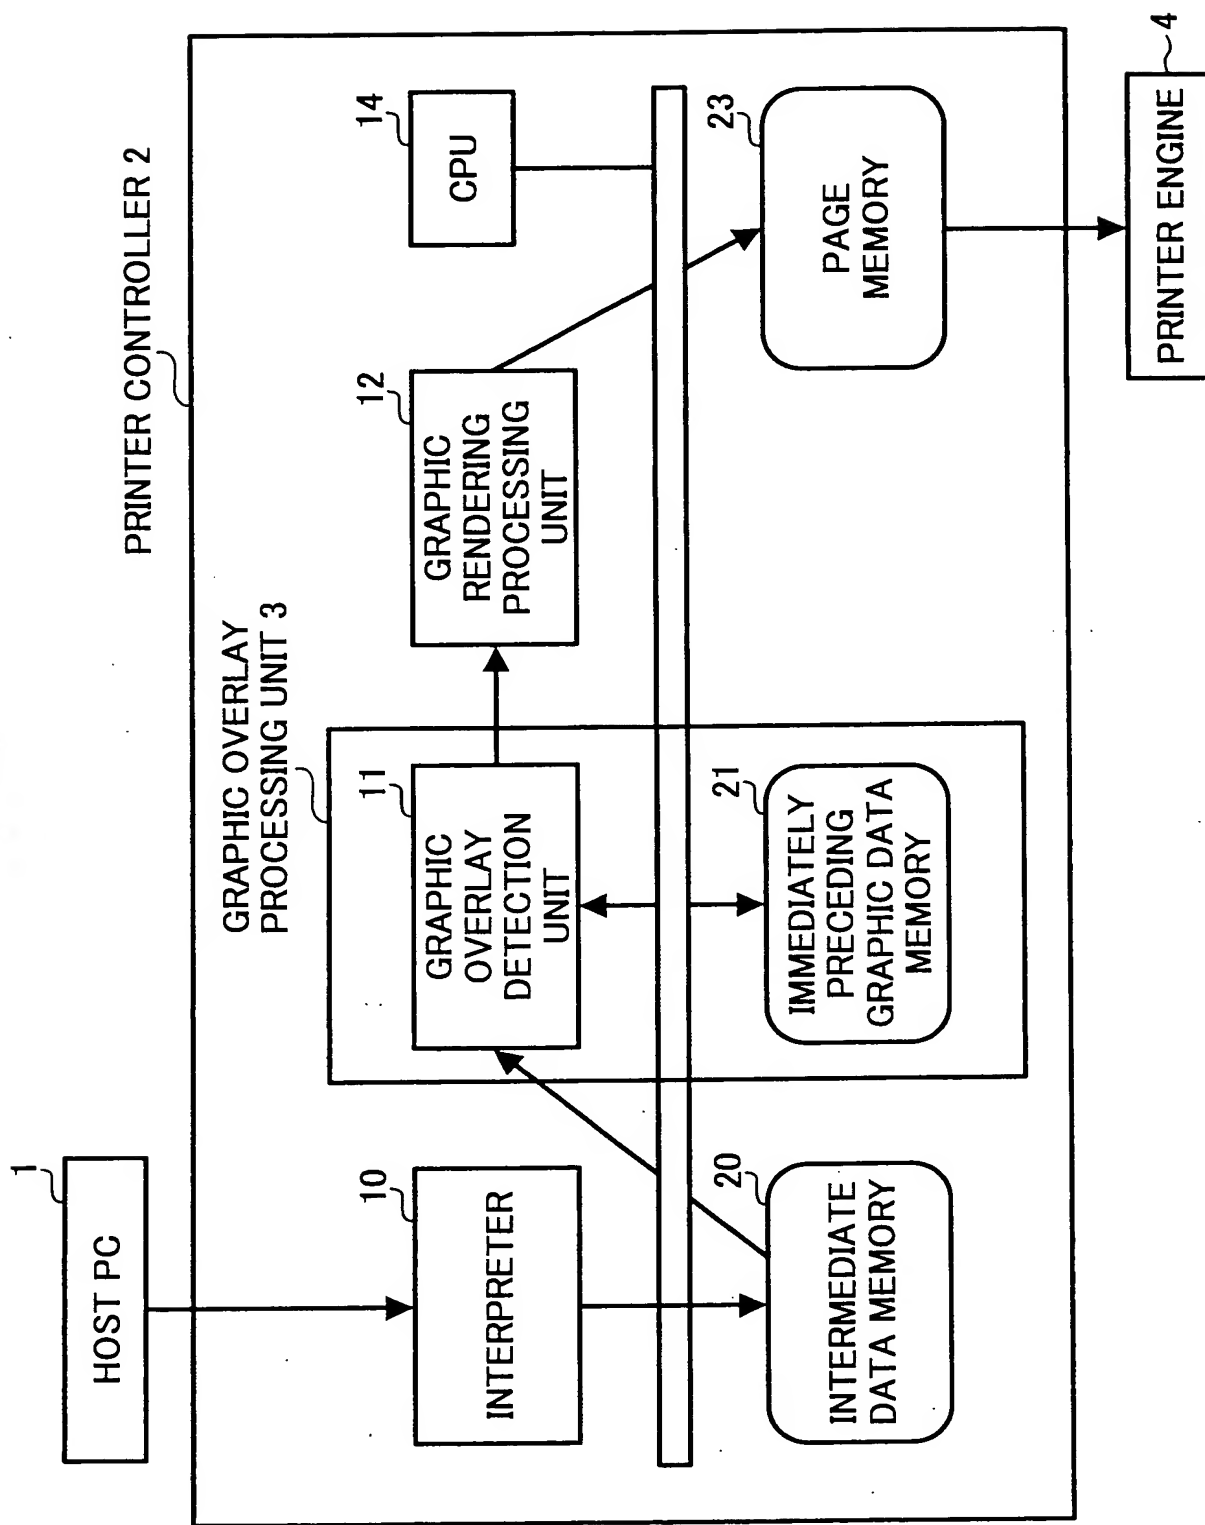 1
HOST PC
PRINTER CONTROLLER 2
GRAPHIC OVERLAY
PROCESSING UNIT 3
10
INTERPRETER
11
GRAPHIC
OVERLAY
DETECTION
UNIT
12
GRAPHIC
RENDERING
PROCESSING
UNIT
14
CPU
20
INTERMEDIATE
DATA MEMORY
21
IMMEDIATELY
PRECEDING
GRAPHIC DATA
MEMORY
23
PAGE
MEMORY
4
PRINTER ENGINE